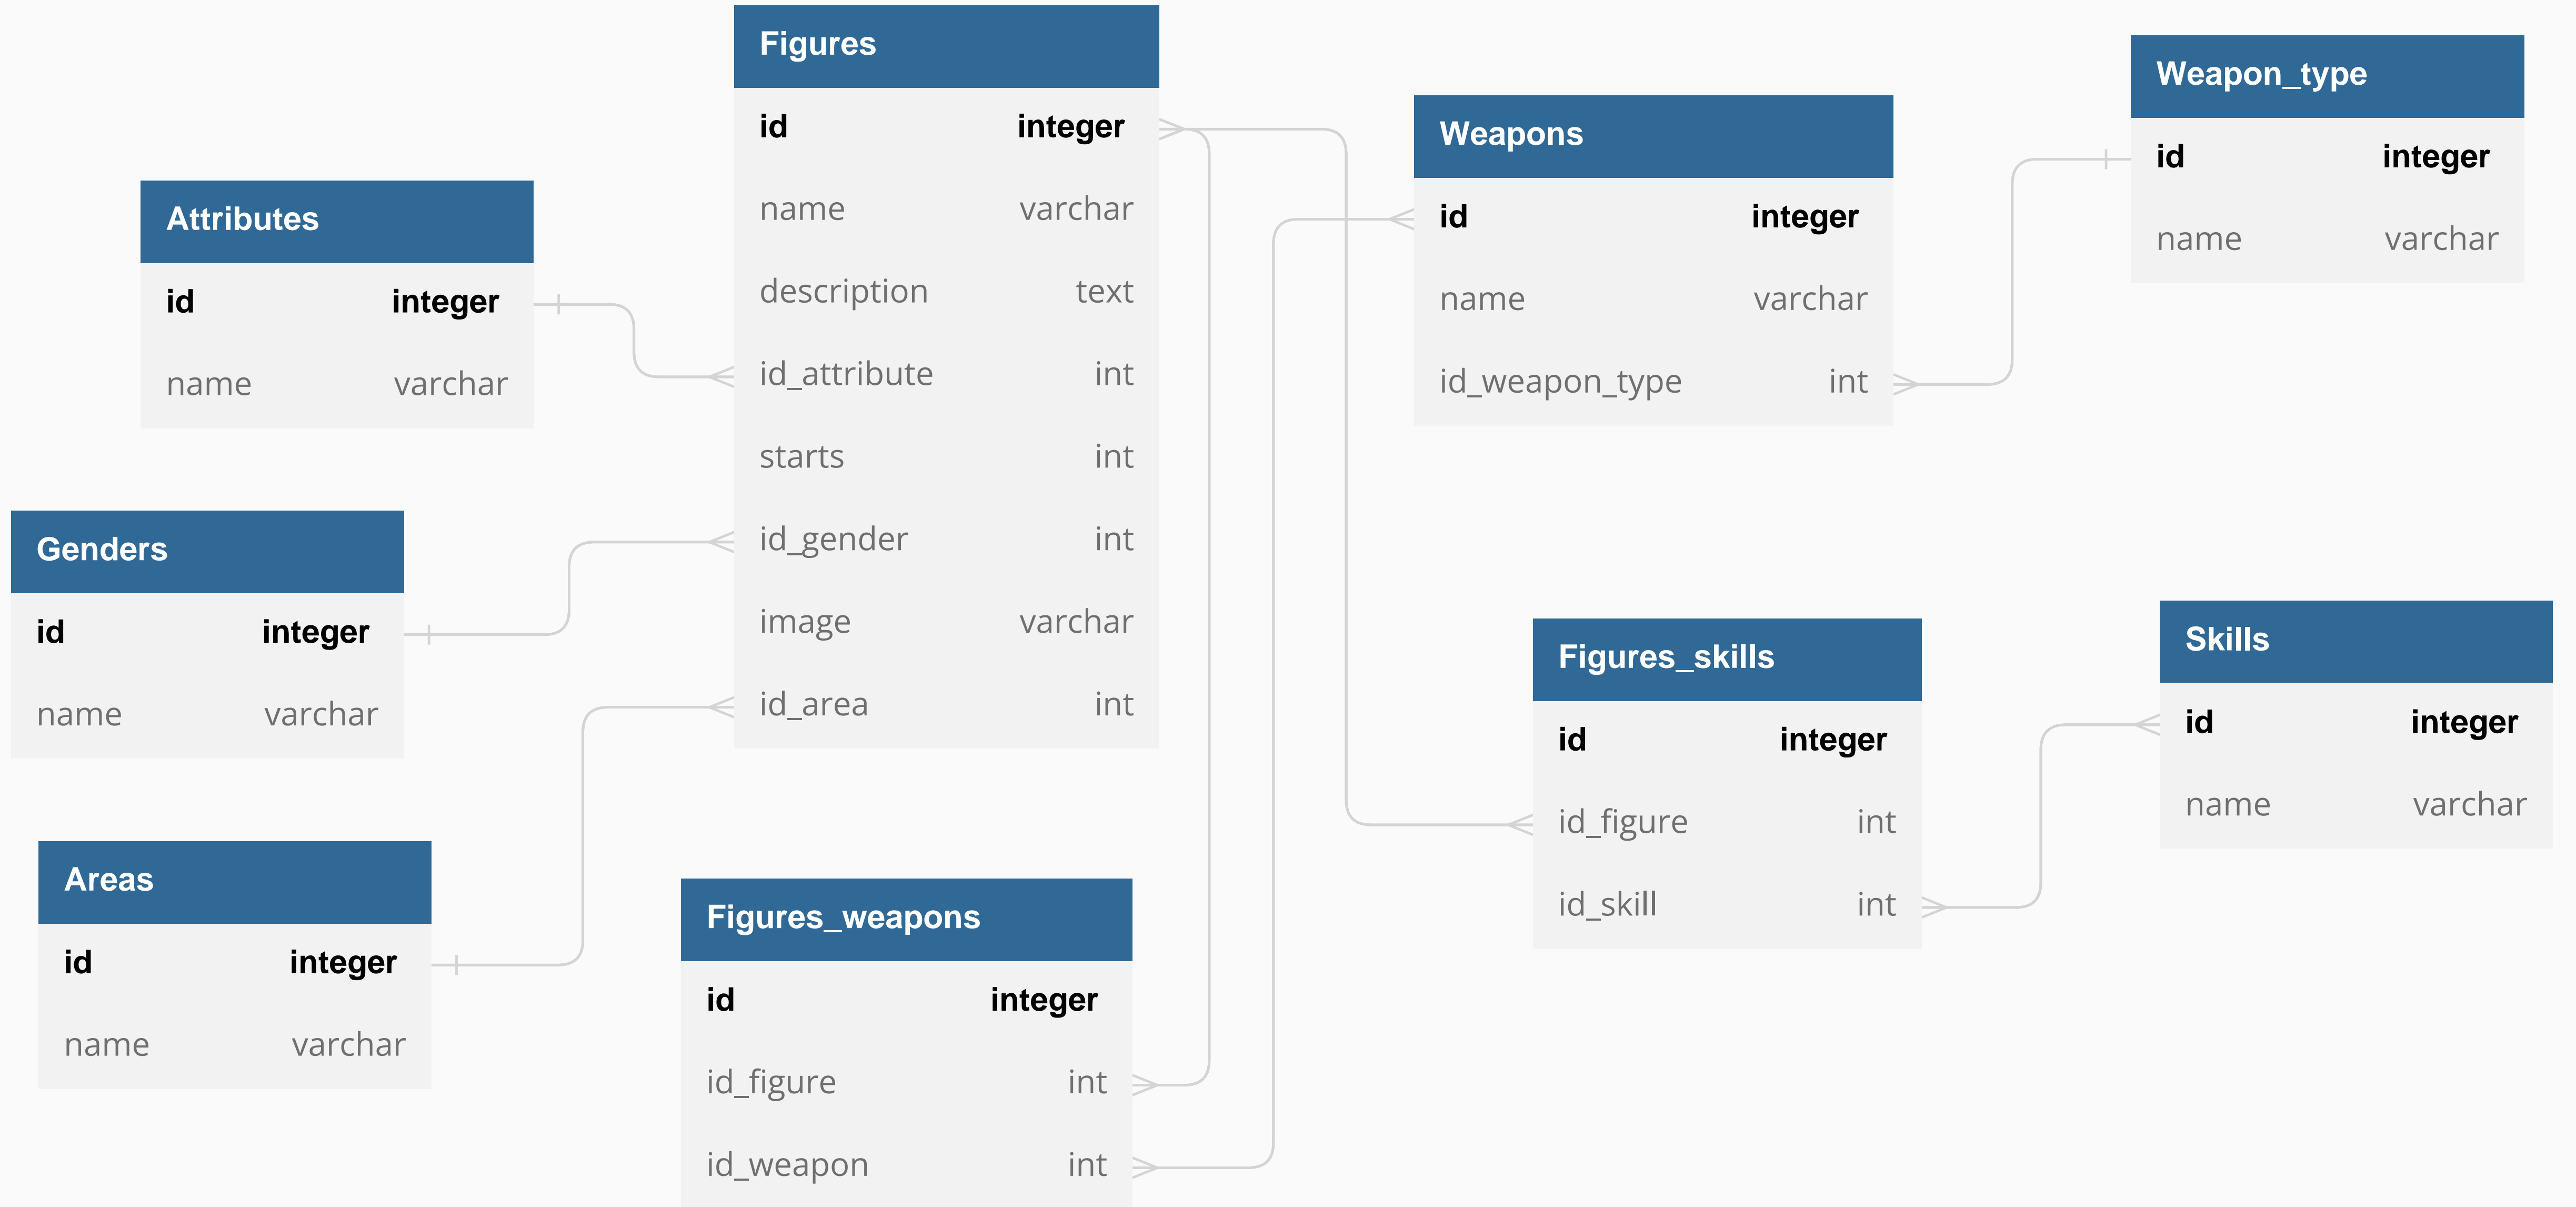 Figures
id integer
name varchar
description text
id_attribute int
starts int
id_gender int
image varchar
id_area int
Attributes
id integer
name varchar
Genders
id integer
name varchar
Areas
id integer
name varchar
Figures_weapons
id integer
id_figure int
id_weapon int
Weapons
id integer
name varchar
id_weapon_type int
Weapon_type
id integer
name varchar
Figures_skills
id integer
id_figure int
id_skill int
Skills
id integer
name varchar